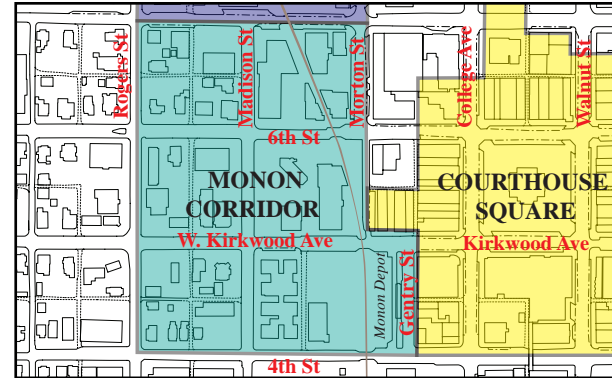 Rogers St
Madison St
Morton St
College Ave
Walnut St
6th St
MONON
CORRIDOR
COURTHOUSE
SQUARE
W. Kirkwood Ave
Kirkwood Ave
Monon Depot
Gentry St
4th St